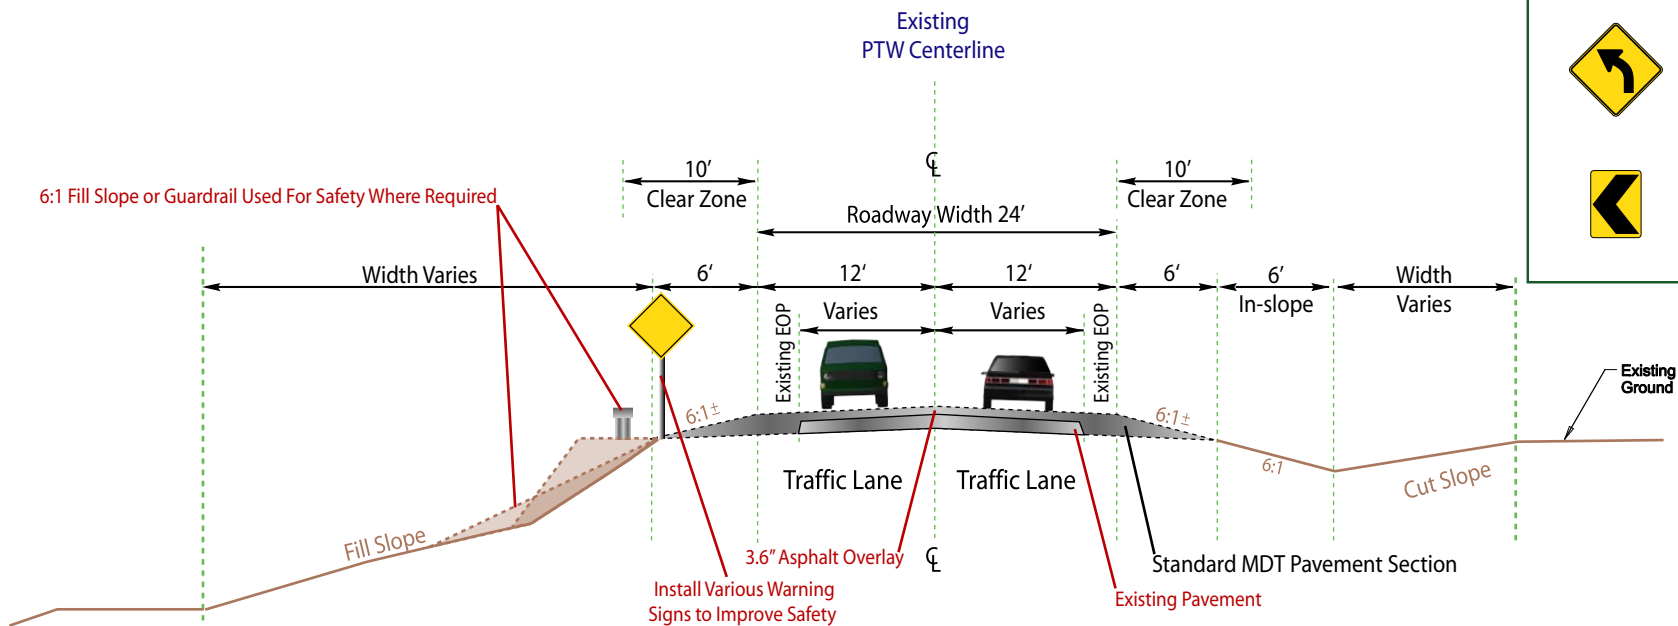 Existing
PTW Centerline
℄
10’
Clear Zone
10’
Clear Zone
6:1 Fill Slope or Guardrail Used For Safety Where Required
Roadway Width 24’
Width Varies
6‘
12‘
12‘
6‘
6’
In-slope
Width
Varies
Existing EOP
Varies
Varies
Existing EOP
Existing
Ground
6:1±
6:1±
6:1
Cut Slope
Traffic Lane
Traffic Lane
Fill Slope
3.6” Asphalt Overlay
℄
Standard MDT Pavement Section
Install Various Warning
Signs to Improve Safety
Existing Pavement